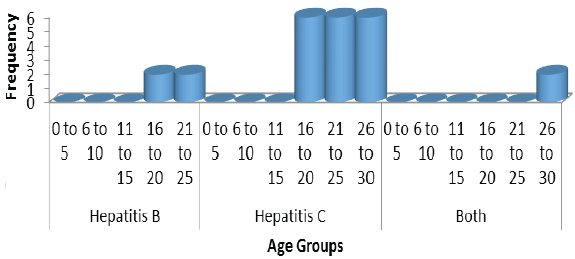 Frequency
6
5
4
3
2
1
0
0 to 6 to 11 16 21 0 to 6 to 11 16 21 26 0 to 6 to 11 16 21 26
5 10 to to to 5 10 to to to to 5 10 to to to to
15 20 25 15 20 25 30 15 20 25 30
Hepatitis B Hepatitis C Both
Age Groups